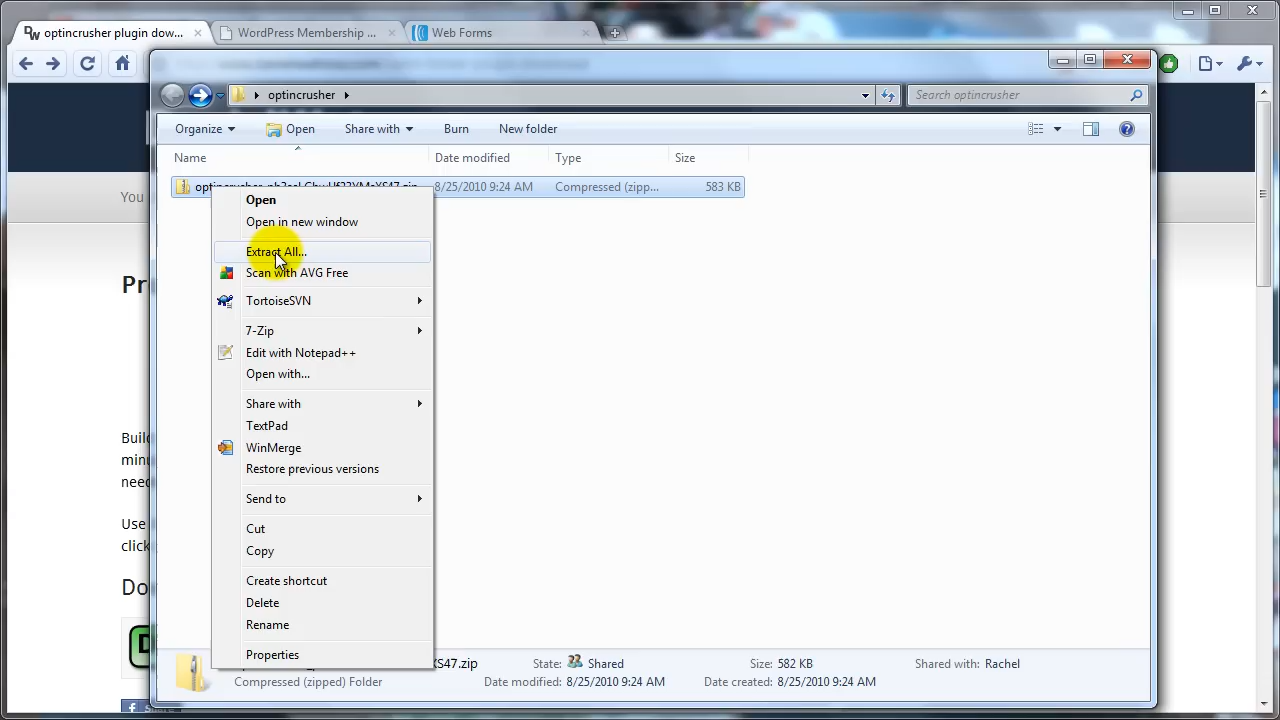 optincrusher plugin dow...
WordPress Membership ...
Web Forms
optincrusher
Search optincrusher
Organize
Open
Share with
Burn
New folder
Name
Date modified
Type
Size
8/25/2010 9:24 AM
Compressed (zipp...
583 KB
Open
Open in new window
Extract All...
Scan with AVG Free
TortoiseSVN
7-Zip
Edit with Notepad++
Open with...
Share with
TextPad
WinMerge
Restore previous versions
Send to
Cut
Copy
Create shortcut
Delete
Rename
Properties
You
Pr
Build
minu
need
Use
click
Do
D
XS47.zip
State:
Shared
Size: 582 KB
Shared with: Rachel
Compressed (zipped) Folder
Date modified: 8/25/2010 9:24 AM
Date created: 8/25/2010 9:24 AM